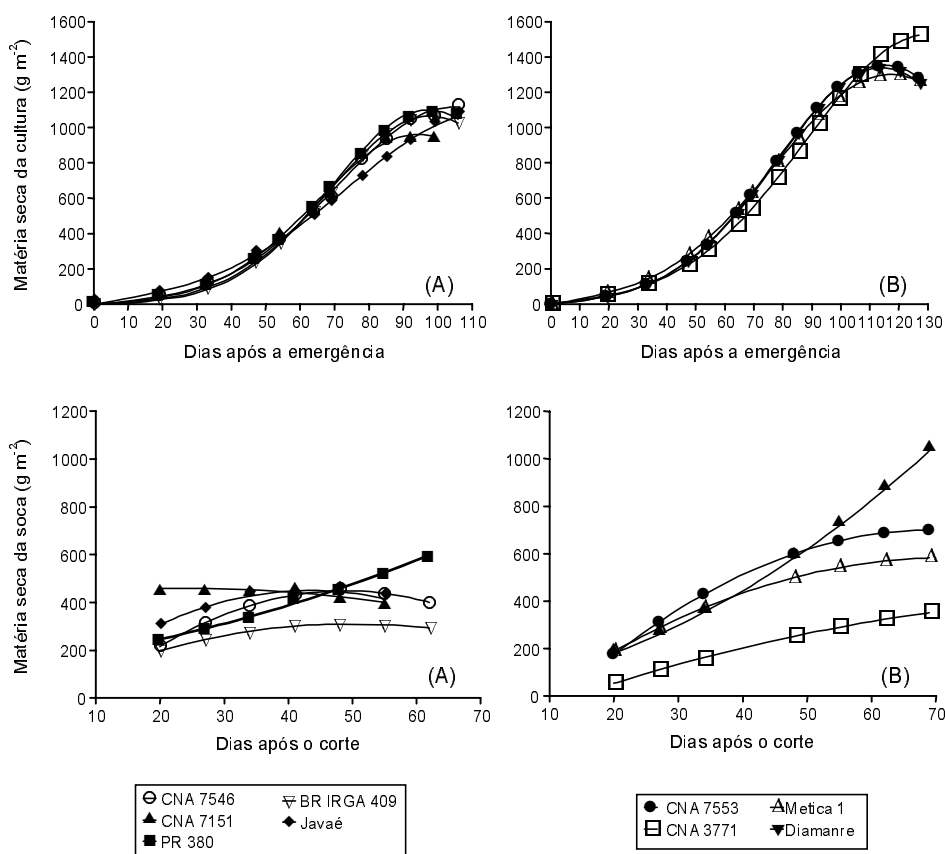 Matéria seca da cultura (g m-2)
1600
1400
1200
1000
800
600
400
200
0
(A)
0 10 20 30 40 50 60 70 80 90 100 110
Dias após a emergência
1600
1400
1200
1000
800
600
400
200
0
(B)
0 10 20 30 40 50 60 70 80 90 100 110 120 130
Dias após a emergência
Matéria seca da soca (g m-2)
1200
1000
800
600
400
200
0
(A)
10 20 30 40 50 60 70
Dias após o corte
1200
1000
800
600
400
200
0
(B)
10 20 30 40 50 60 70
Dias após o corte
CNA 7546
BR IRGA 409
CNA 7151
Javaé
PR 380
CNA 7553
Metica 1
CNA 3771
Diamanre